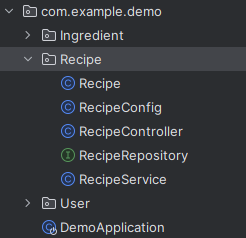 com.example.demo
Ingredient
Recipe
Recipe
RecipeConfig
RecipeController
RecipeRepository
RecipeService
User
DemoApplication